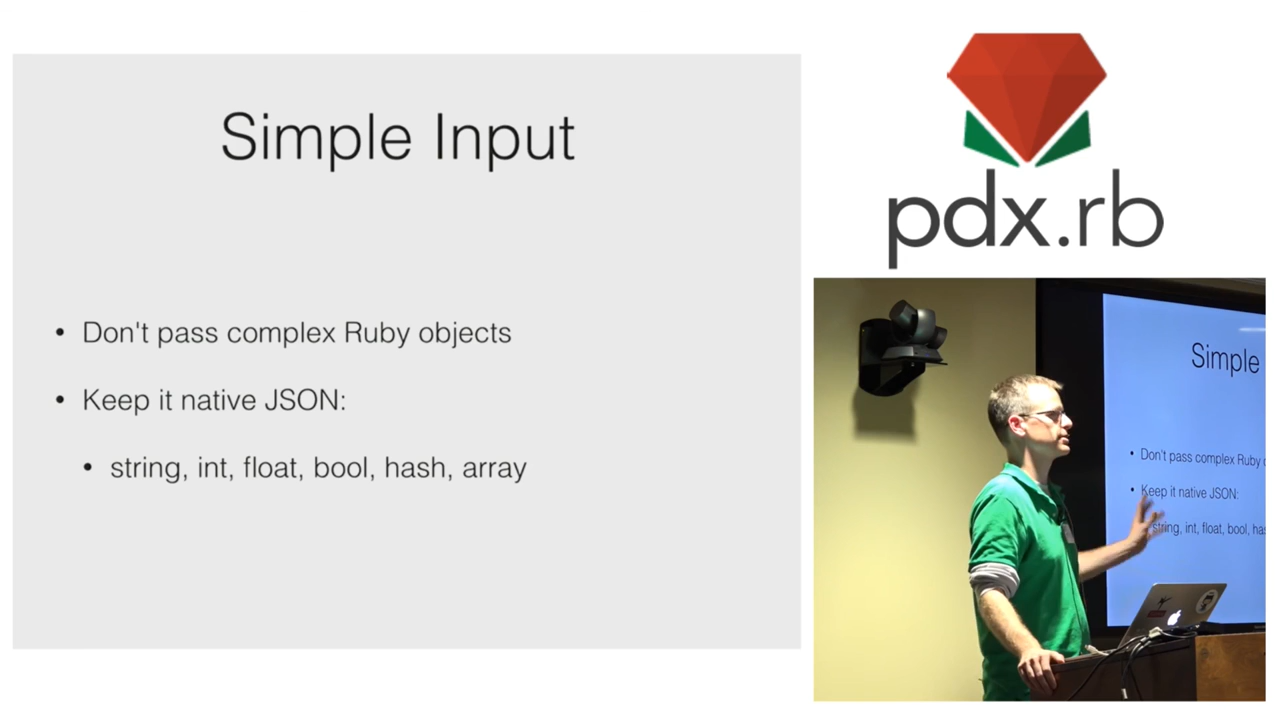 Simple Input
• Don't pass complex Ruby objects
• Keep it native JSON:
• string, int, float, bool, hash, array
pdx.rb
Simple
• Don't pass complex Ruby
• Keep it native JSON:
string, int, float, bool,